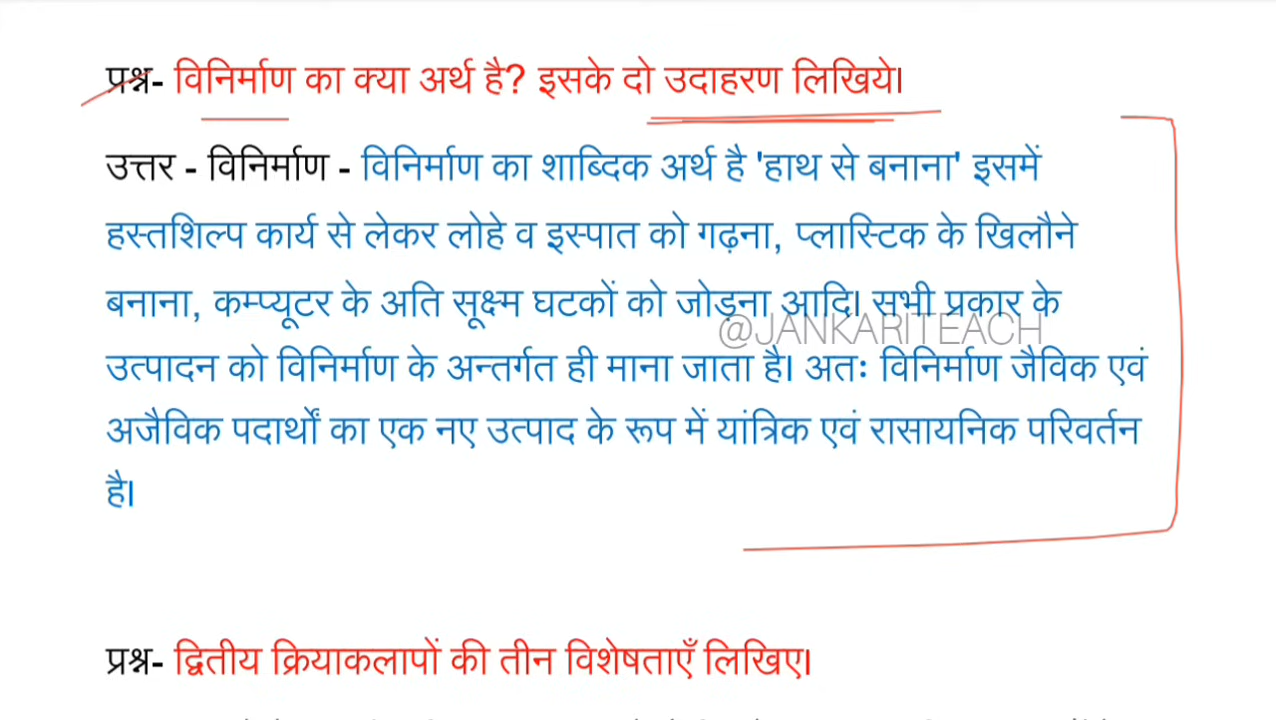 प्रश्न- विनिर्माण का क्या अर्थ है? इसके दो उदाहरण लिखिये।
उत्तर - विनिर्माण - विनिर्माण का शाब्दिक अर्थ है 'हाथ से बनाना' इसमें
हस्तशिल्प कार्य से लेकर लोहे व इस्पात को गढ़ना, प्लास्टिक के खिलौने
बनाना, कम्प्यूटर के अति सूक्ष्म घटकों को जोड़ना आदि। सभी प्रकार के
@JANKARITEACH
उत्पादन को विनिर्माण के अन्तर्गत ही माना जाता है। अतः विनिर्माण जैविक एवं
अजैविक पदार्थों का एक नए उत्पाद के रूप में यांत्रिक एवं रासायनिक परिवर्तन
है।
प्रश्न- द्वितीय क्रियाकलापों की तीन विशेषताएँ लिखिए।